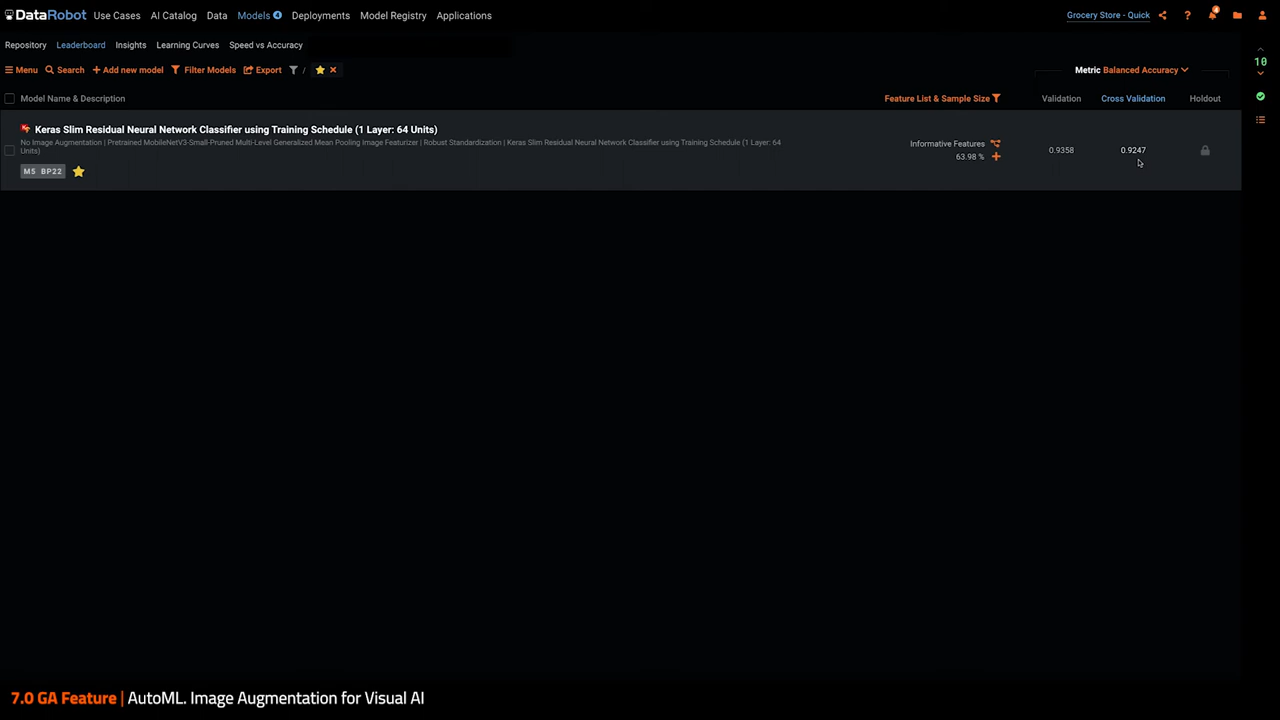 DataRobot Use Cases AI Catalog Data Models 4 Deployments Model Registry Applications Grocery Store - Quick ? 4
Repository Leaderboard Insights Learning Curves Speed vs Accuracy
Menu Search + Add new model Filter Models Export / Metric Balanced Accuracy 10
Model Name & Description Feature List & Sample Size Validation Cross Validation Holdout
Keras Slim Residual Neural Network Classifier using Training Schedule (1 Layer: 64 Units)
No Image Augmentation | Pretrained MobileNetV3-Small-Pruned Multi-Level Generalized Mean Pooling Image Featurizer | Robust Standardization | Keras Slim Residual Neural Network Classifier using Training Schedule (1 Layer: 64
Units)
Informative Features 0.9358 0.9247
63.98 % +
M5 BP22
7.0 GA Feature | AutoML. Image Augmentation for Visual AI